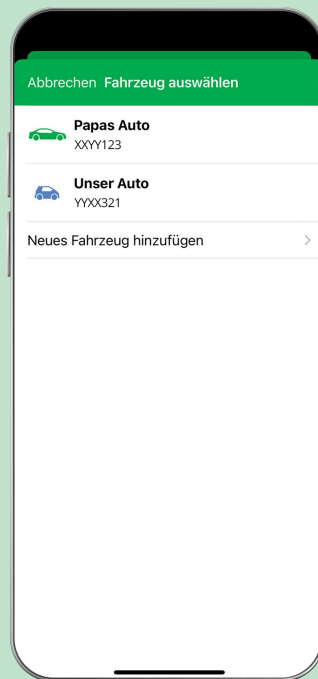 Abbrechen Fahrzeug auswählen
Papas Auto
XXYY123
Unser Auto
YYXX321
Neues Fahrzeug hinzufügen